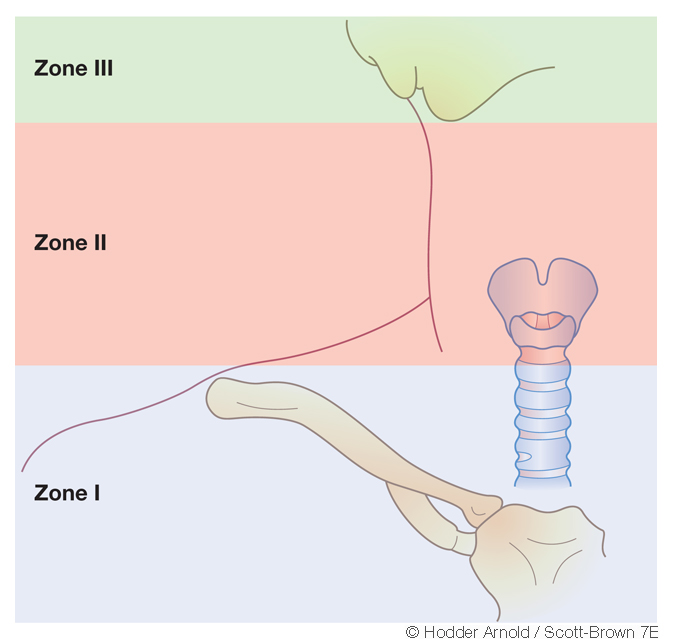 Zone III
Zone II
Zone I
© Hodder Arnold / Scott-Brown 7E